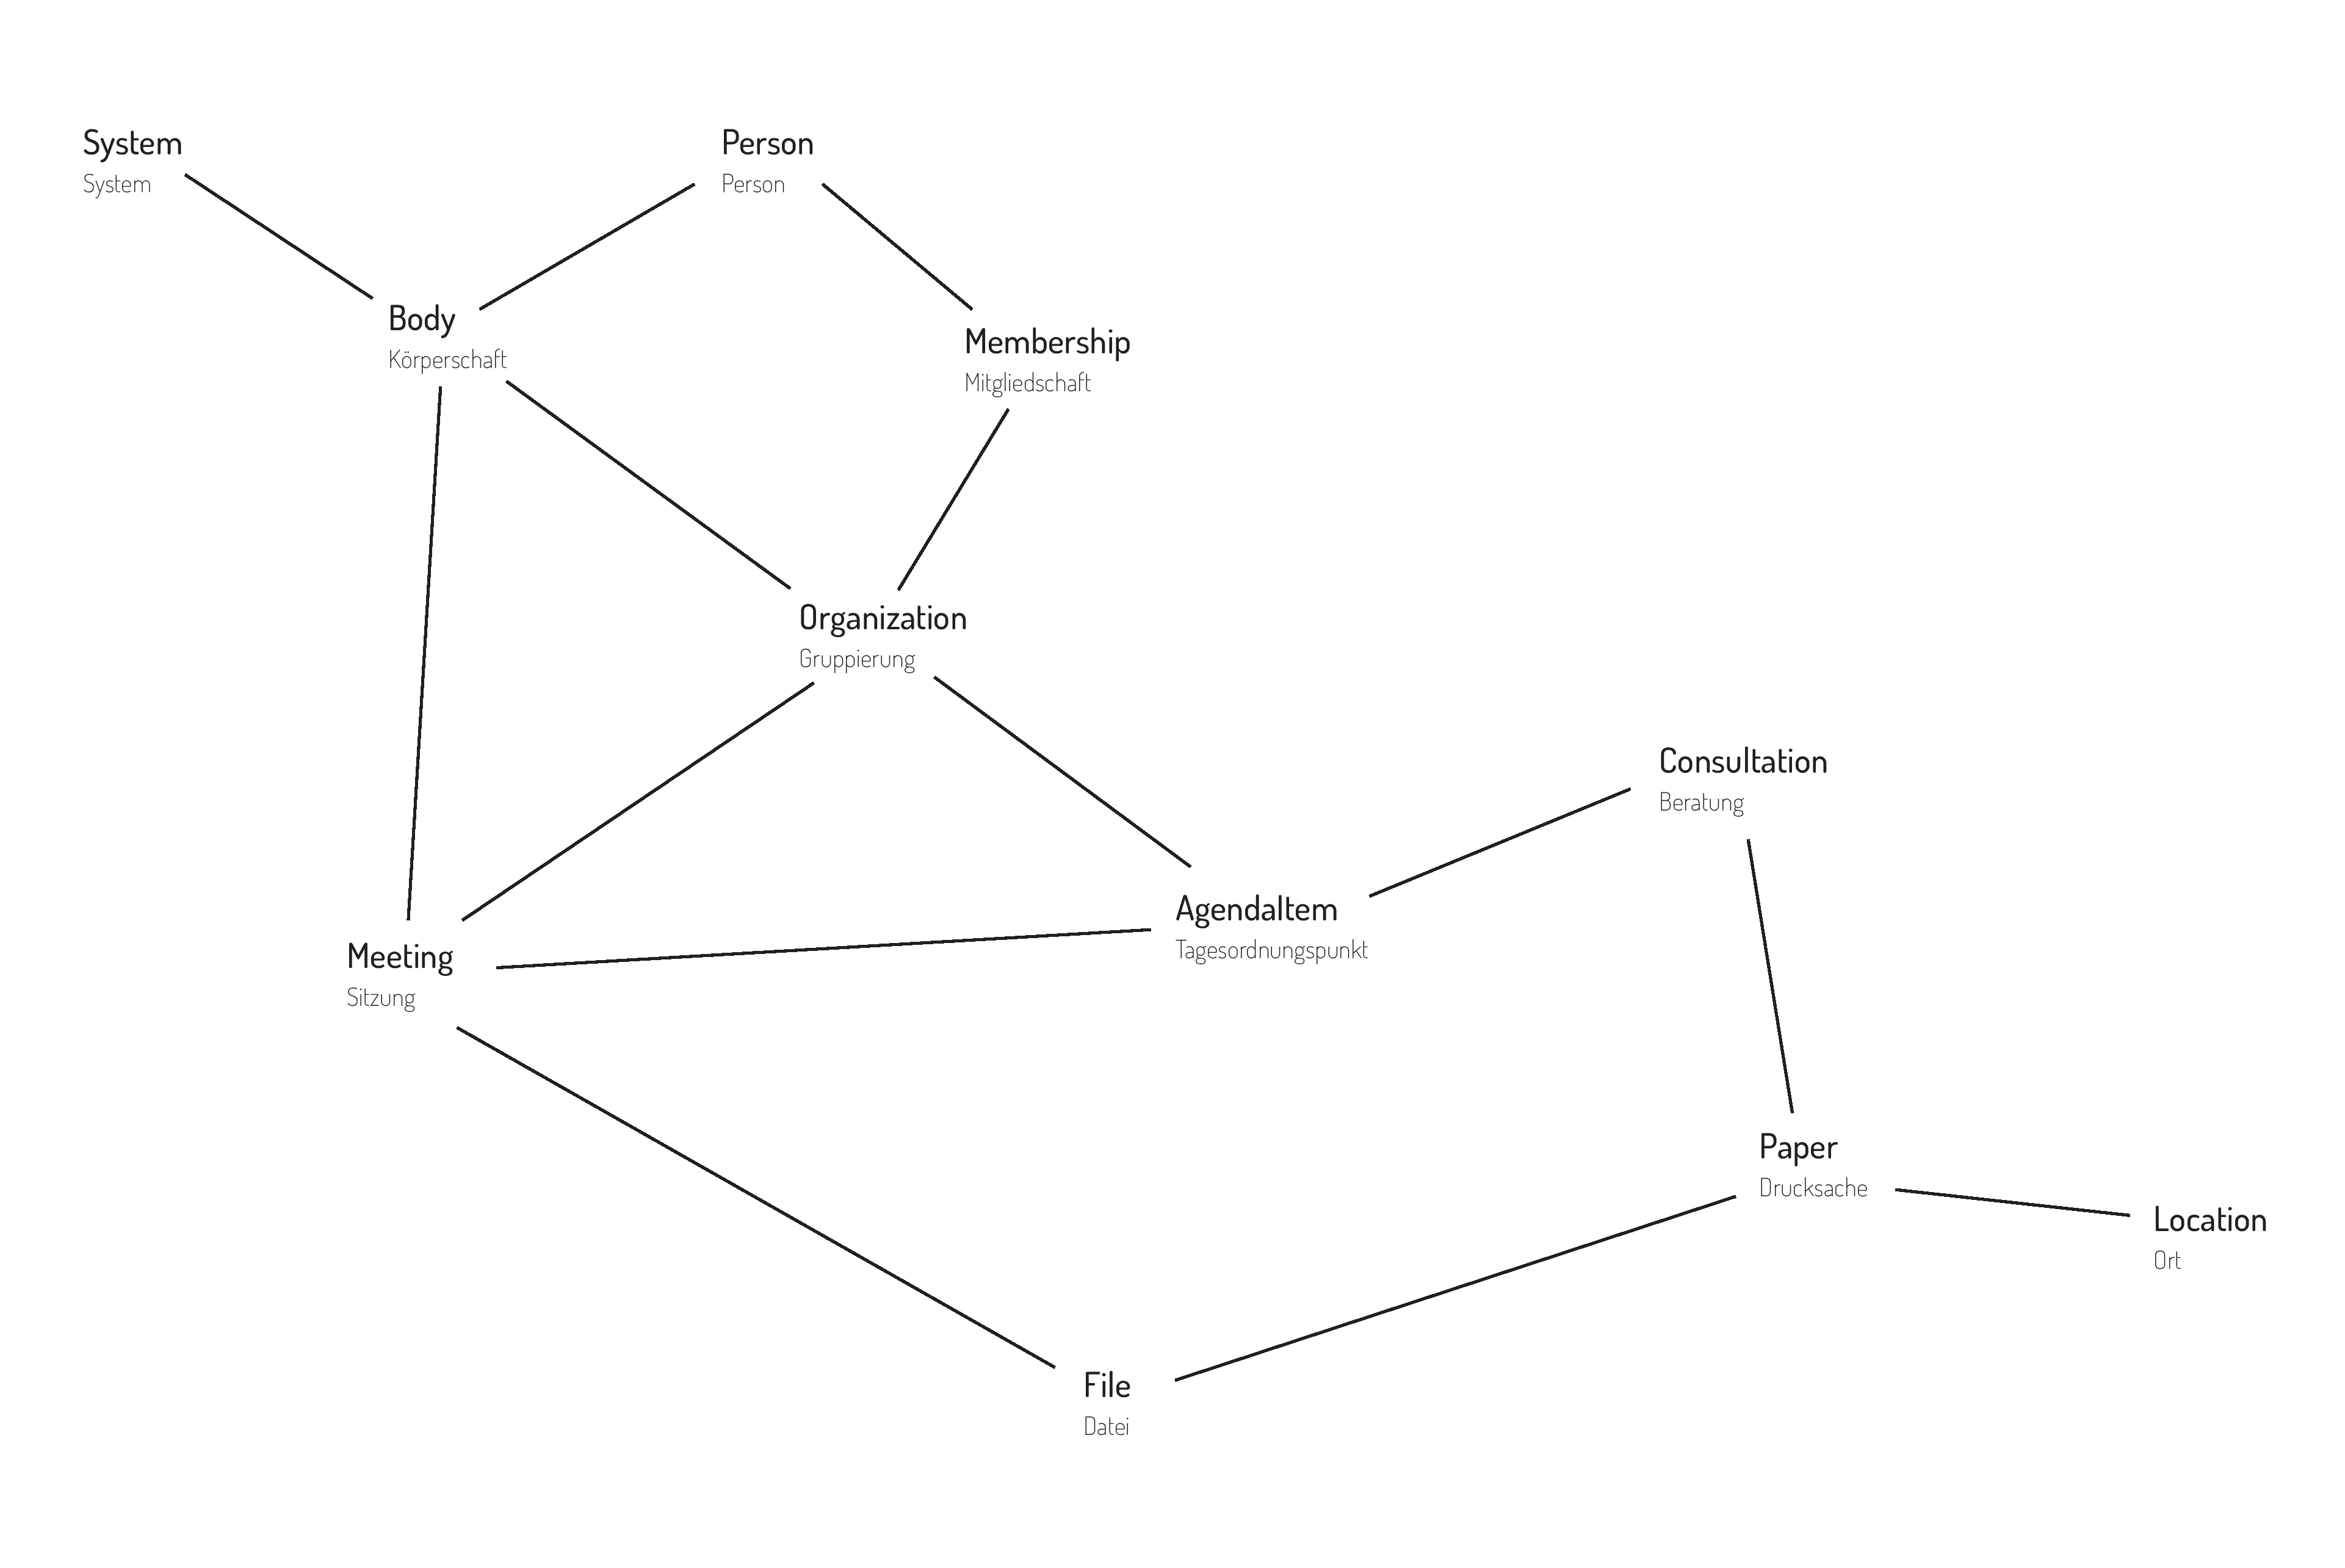 System
System
Person
Person
Body
Körperschaft
Membership
Mitgliedschaft
Organization
Gruppierung
Consultation
Beratung
AgendaItem
Tagesordnungspunkt
Meeting
Sitzung
Paper
Drucksache
Location
Ort
File
Datei